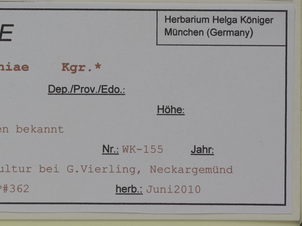 Herbarium Helga Königer
München (Germany)
E
niae Kgr.*
Dep./Prov./Edo.:
Höhe:
en bekannt
Nr.: WK-155 Jahr:
ultur bei G.Vierling, Neckargemünd
#362 herb.: Juni2010